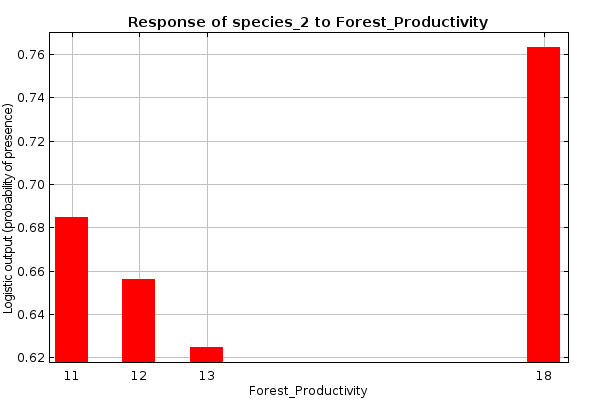 Response of species_2 to Forest_Productivity
Logistic output (probability of presence)
0.76
0.74
0.72
0.70
0.68
0.66
0.64
0.62
11 12 13 18
Forest_Productivity